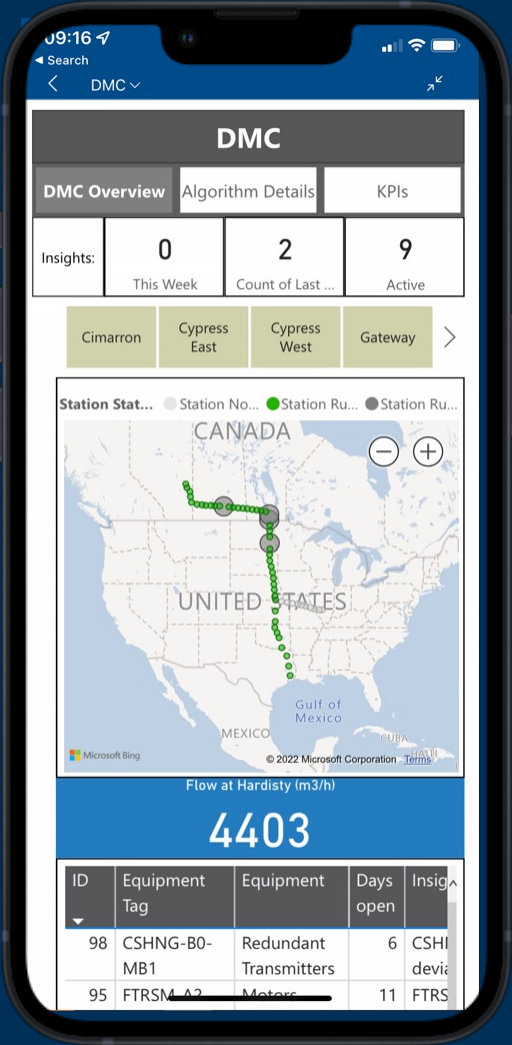 09:16
Search
DMC
DMC
DMC Overview
Algorithm Details
KPIs
Insights:
0
This Week
2
Count of Last ...
9
Active
Cimarron
Cypress
East
Cypress
West
Gateway
Station Stat...
Station No...
Station Ru...
Station Ru...
CANADA
UNITED STATES
Gulf of
Mexico
MEXICO
CUBA
HAITI
Microsoft Bing
© 2022 Microsoft Corporation Terms
Flow at Hardisty (m3/h)
4403
ID
Equipment
Tag
Equipment
Days
open
Insig
98
CSHNG-B0-
MB1
Redundant
Transmitters
6
CSHI
devia
95
FTRSM-A2
Motors
11
FTRS